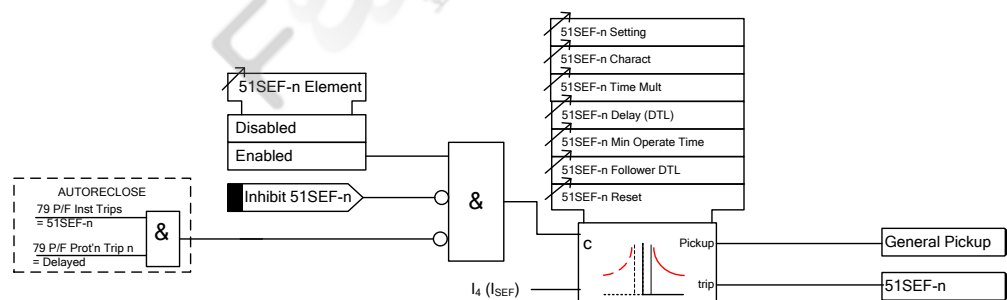 51SEF-n Setting
51SEF-n Charact
51SEF-n Time Mult
51SEF-n Delay (DTL)
51SEF-n Min Operate Time
51SEF-n Follower DTL
51SEF-n Reset
51SEF-n Element
Disabled
Enabled
Inhibit 51SEF-n
AUTORECLOSE
79 P/F Inst Trips
= 51SEF-n
79 P/F Prot'n Trip n
= Delayed
&
&
c
Pickup
trip
I4 (ISEF)
General Pickup
51SEF-n